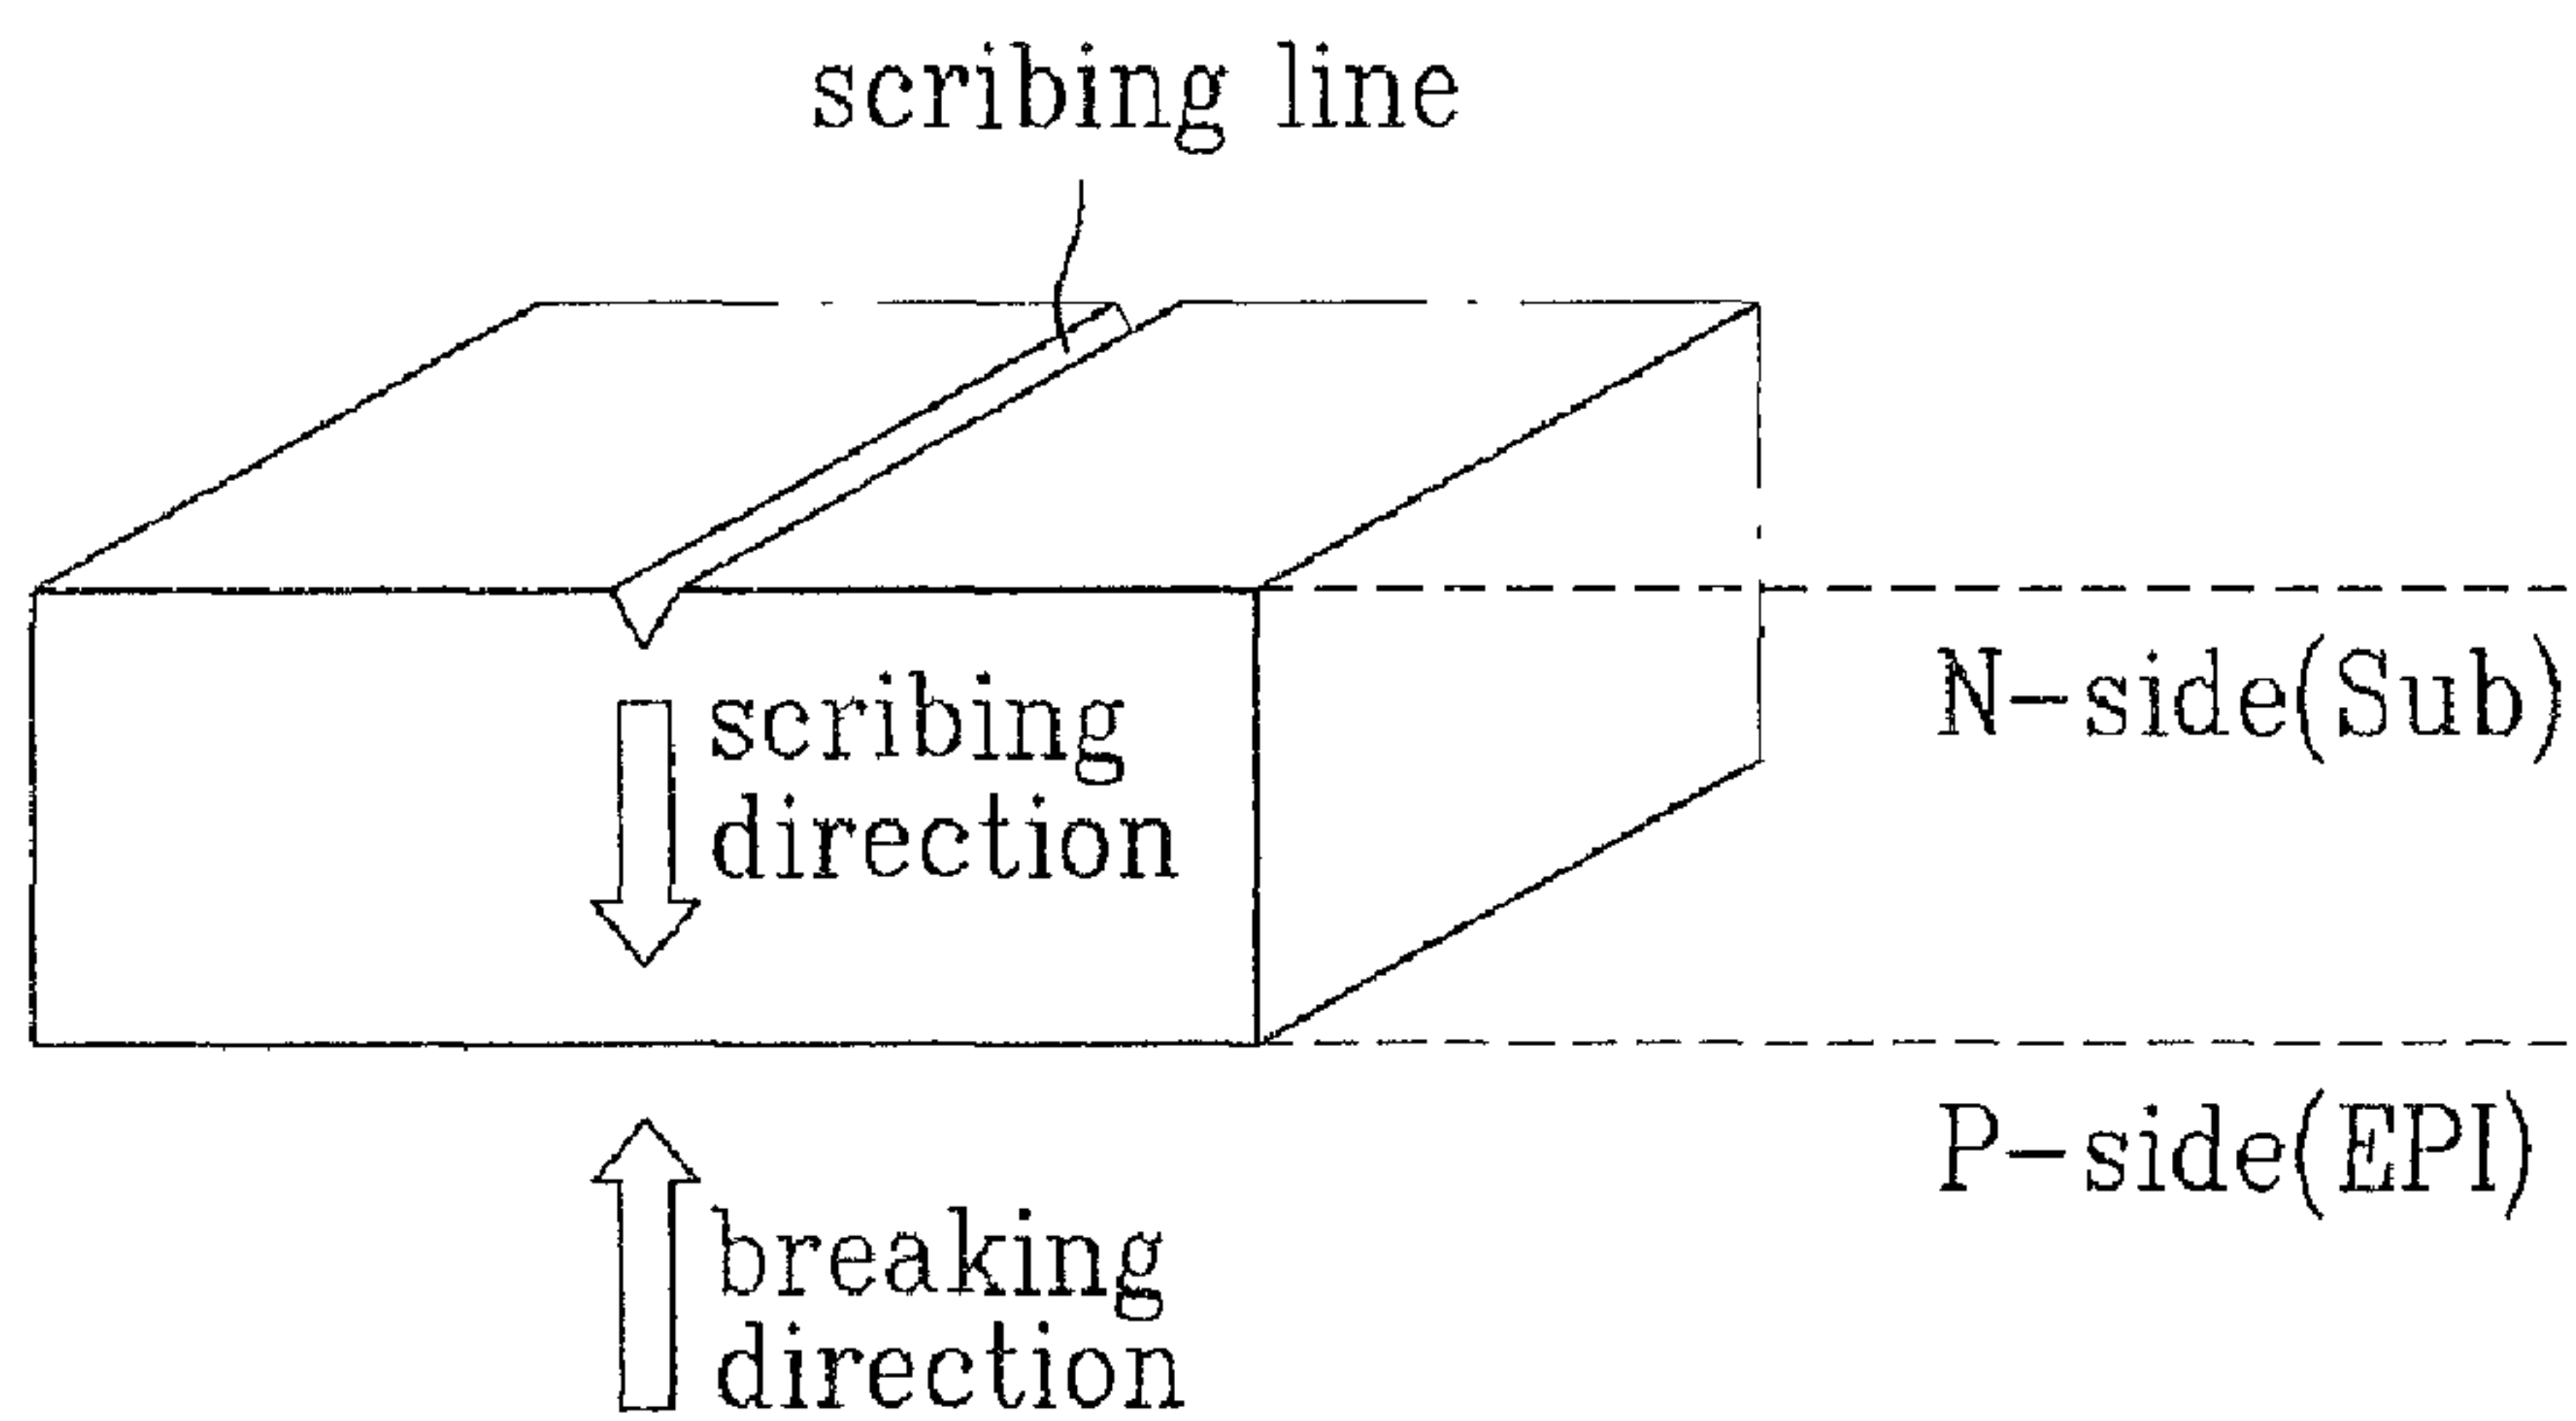 scribing line
N-side(Sub)
scribing
direction
P-side(EPI)
breaking
direction